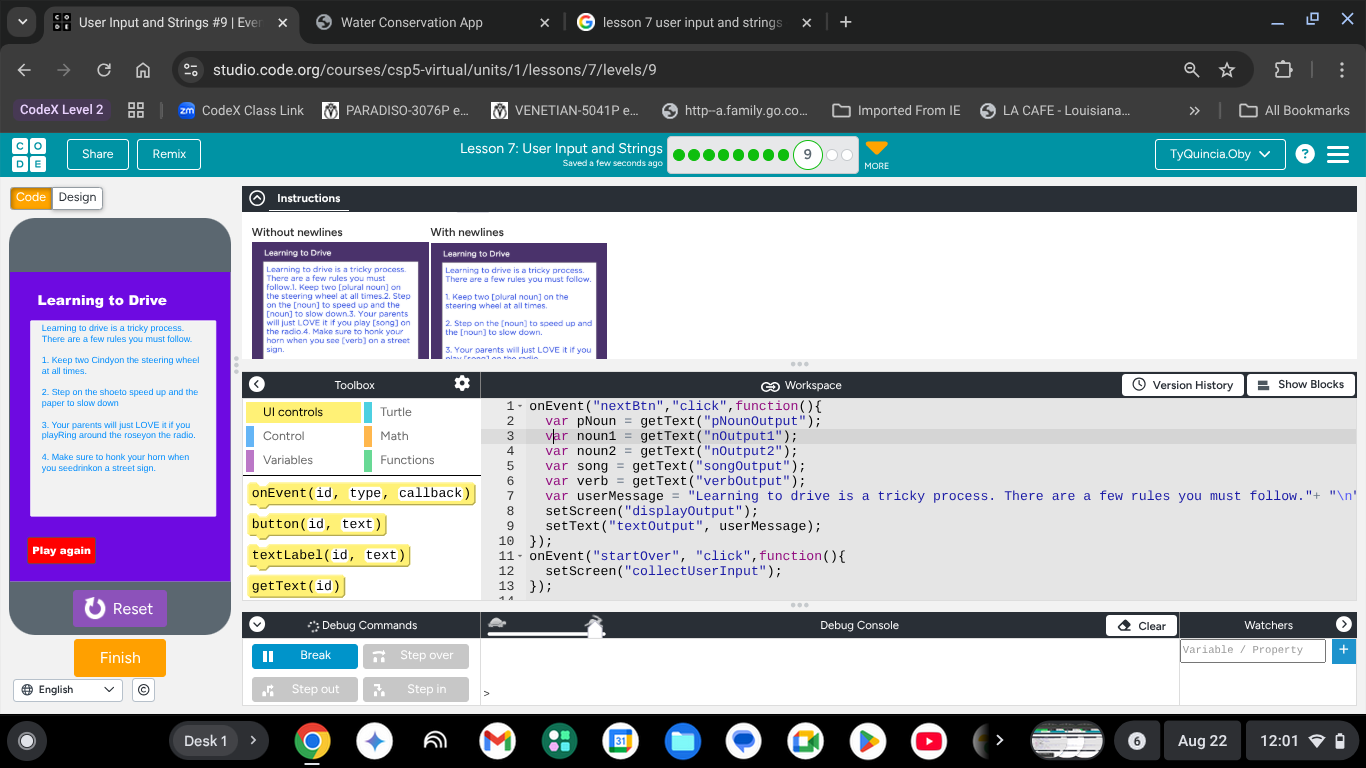 User Input and Strings #9 | Ever
Water Conservation App
lesson 7 user input and strings
studio.code.org/courses/csp5-virtual/units/1/lessons/7/levels/9
CodeX Level 2
zm CodeX Class Link
PARADISO-3076P e...
VENETIAN-5041P e...
http--a.family.go.co...
Imported From IE
LA CAFE - Louisiana...
All Bookmarks
C O D E
Share
Remix
Lesson 7: User Input and Strings
Saved a few seconds ago
9
MORE
TyQuincia.Oby
?
Code
Design
Instructions
Without newlines
Learning to Drive
Learning to drive is a tricky process.
There are a few rules you must
follow.1. Keep two [plural noun] on
the steering wheel at all times.2. Step
on the [noun] to speed up and the
[noun] to slow down.3. Your parents
will just LOVE it if you play [song] on
the radio.4. Make sure to honk your
horn when you see [verb] on a street
sign.
With newlines
Learning to Drive
Learning to drive is a tricky process.
There are a few rules you must follow.
1. Keep two [plural noun] on the
steering wheel at all times.
2. Step on the [noun] to speed up and
the [noun] to slow down.
3. Your parents will just LOVE it if you
Learning to Drive
Learning to drive is a tricky process.
There are a few rules you must follow.
1. Keep two Cindyon the steering wheel
at all times.
2. Step on the shoeto speed up and the
paper to slow down
3. Your parents will just LOVE it if you
playRing around the roseyon the radio.
4. Make sure to honk your horn when
you seedrinkon a street sign.
Play again
Reset
Finish
English
©
Toolbox
Workspace
Version History
Show Blocks
UI controls
Turtle
Control
Math
Variables
Functions
onEvent(id, type, callback)
button(id, text)
textLabel(id, text)
getText(id)
1 onEvent("nextBtn","click",function(){
2 var pNoun = getText("pNounOutput");
3 var noun1 = getText("nOutput1");
4 var noun2 = getText("nOutput2");
5 var song = getText("songOutput");
6 var verb = getText("verbOutput");
7 var userMessage = "Learning to drive is a tricky process. There are a few rules you must follow."+ "\n"
8 setScreen("displayOutput");
9 setText("textOutput", userMessage);
10 });
11 onEvent("startOver", "click",function(){
12 setScreen("collectUserInput");
13 });
Debug Commands
Debug Console
Clear
Watchers
Break
Step over
Step out
Step in
>
Variable / Property
+
Desk 1
31
6
Aug 22
12:01